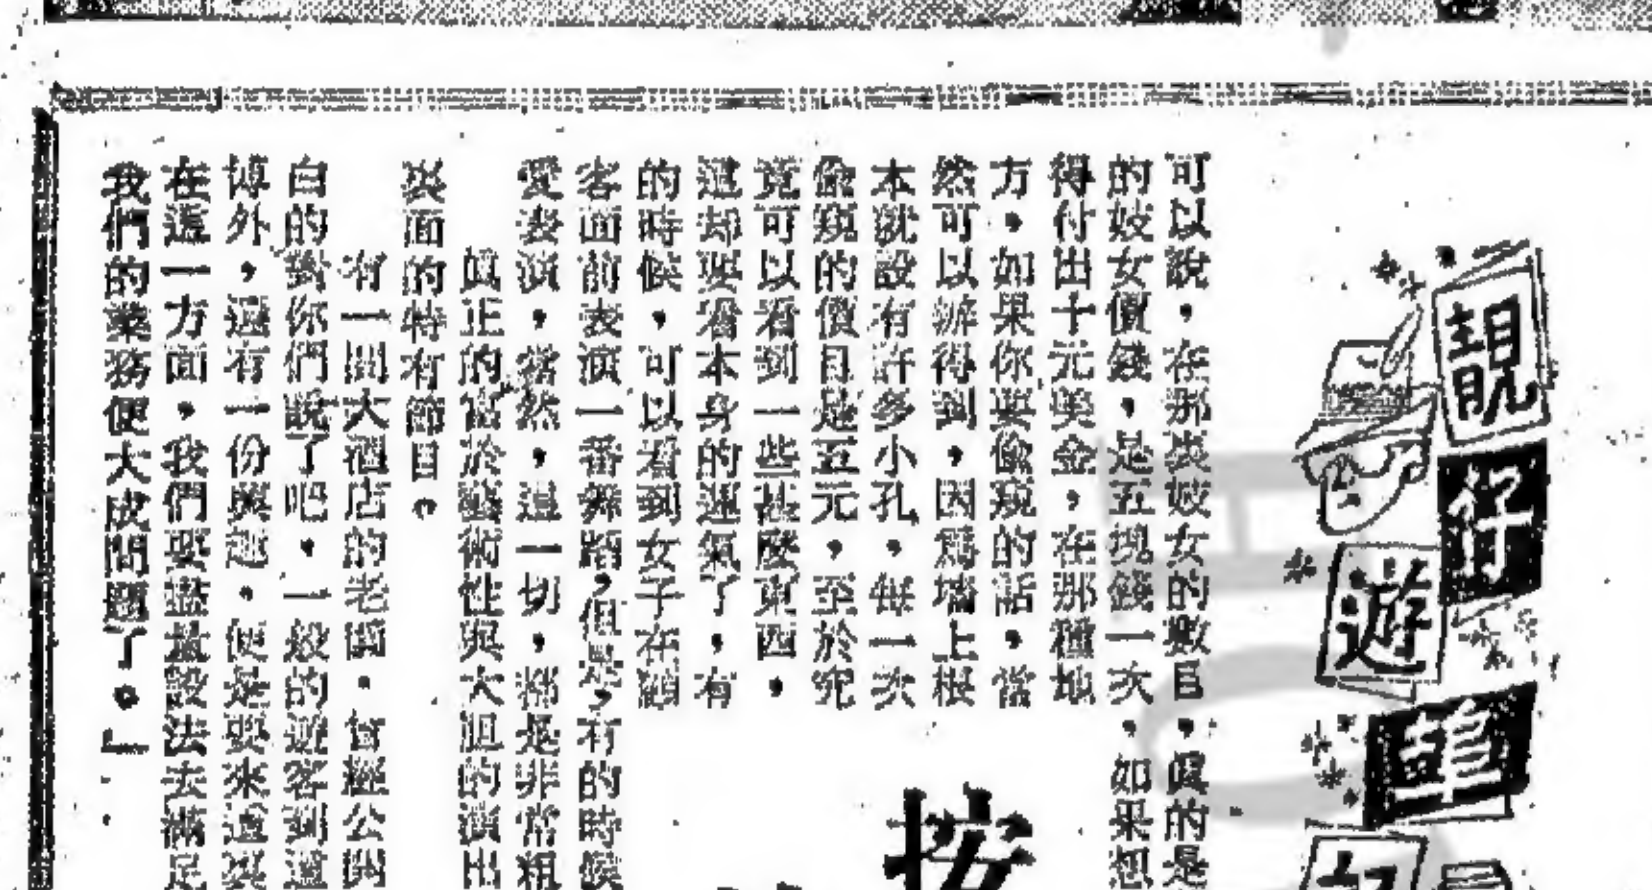 靚仔遊
可以說，在那裏妓女的數目，眞的是
的妓女價錢，是五塊錢一次，如果想
得付出十元美金，在那種地
方，如果你要偸窺的話，當
然可以辦得到，因爲墻上根
本就設有許多小孔，每一次
偸窺的價目是五元，至於究
竟可以看到一些甚麼東西，
這却要看本身的運氣了，有
的時候，可以看到女子在顧
客面前表演一番舞蹈，但是，有的時候
愛表演，當然，這一切，都是非常粗
眞正的富於藝術性與大胆的演出
裏面的特有節目。
有一間大酒店的老闆，曾經公開
白的對你們說了吧，一般的遊客到這
博外，還有一份興趣，便是要來這裏
在這一方面，我們要盡量設法去滿足
我們的業務便大成問題了。」
按